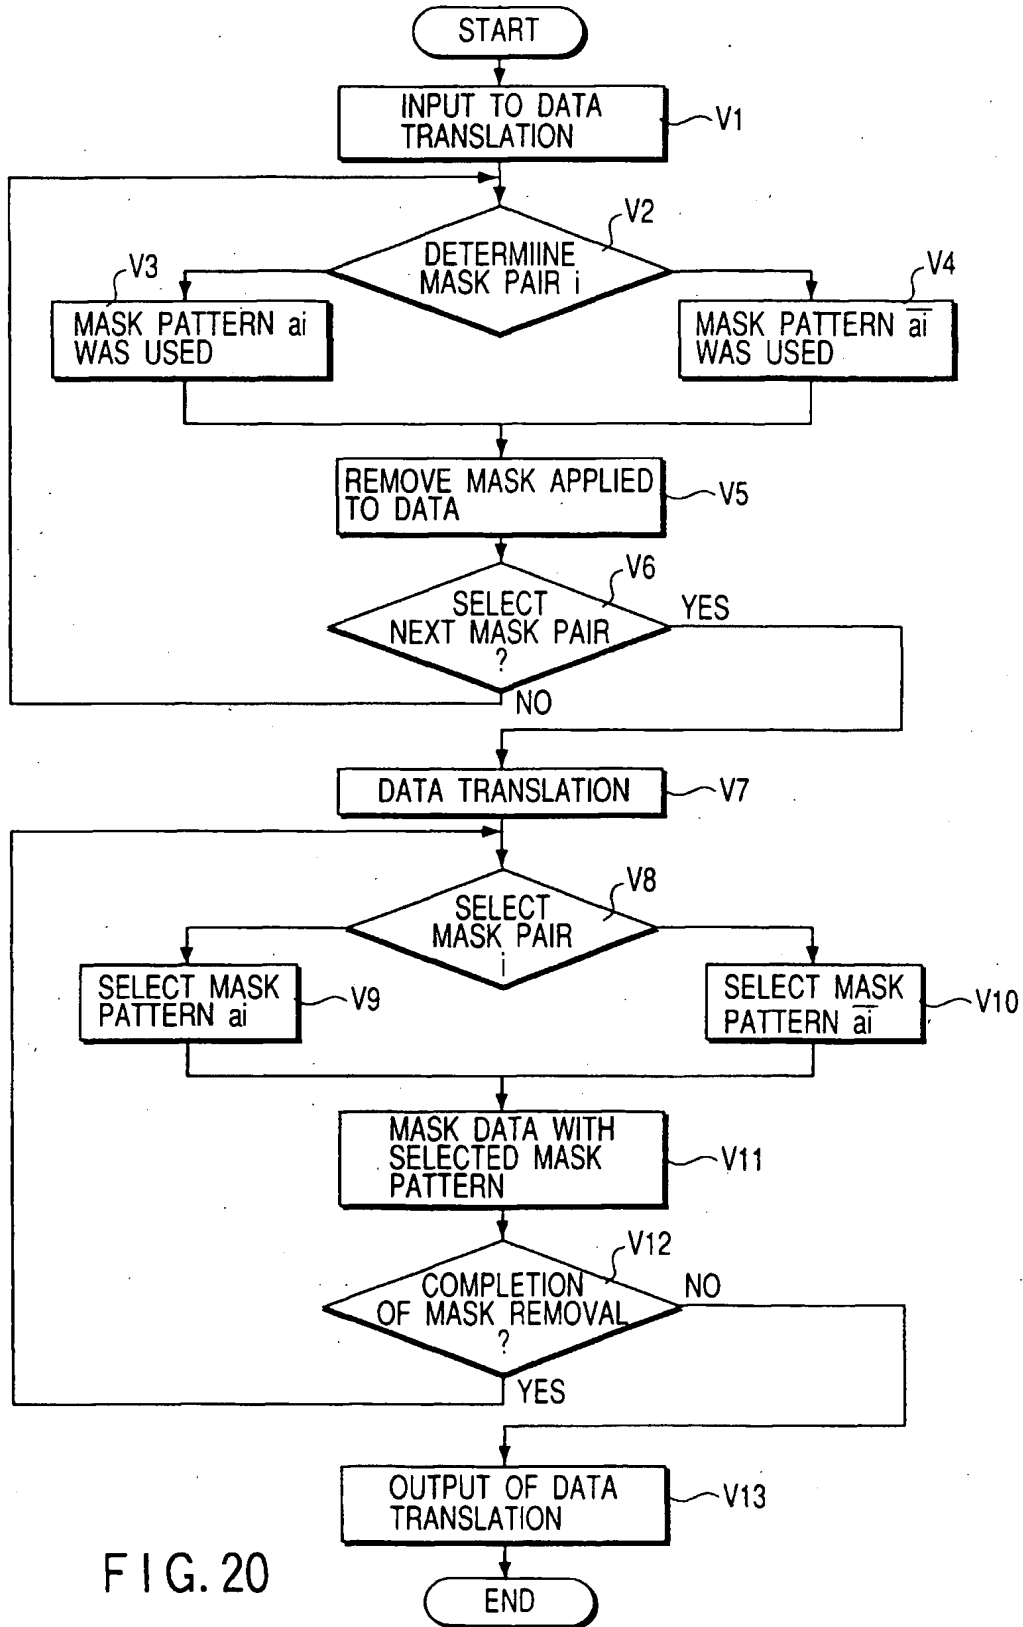 START
INPUT TO DATA
TRANSLATION
V1
V2
DETERMIINE
MASK PAIR i
V3
MASK PATTERN ai
WAS USED
V4
MASK PATTERN a̅i̅
WAS USED
REMOVE MASK APPLIED
TO DATA
V5
V6
SELECT
NEXT MASK PAIR
?
YES
NO
DATA TRANSLATION
V7
V8
SELECT
MASK PAIR
i
SELECT MASK
PATTERN ai
V9
SELECT MASK
PATTERN a̅i̅
V10
MASK DATA WITH
SELECTED MASK
PATTERN
V11
V12
COMPLETION
OF MASK REMOVAL
?
NO
YES
OUTPUT OF DATA
TRANSLATION
V13
END
FIG. 20